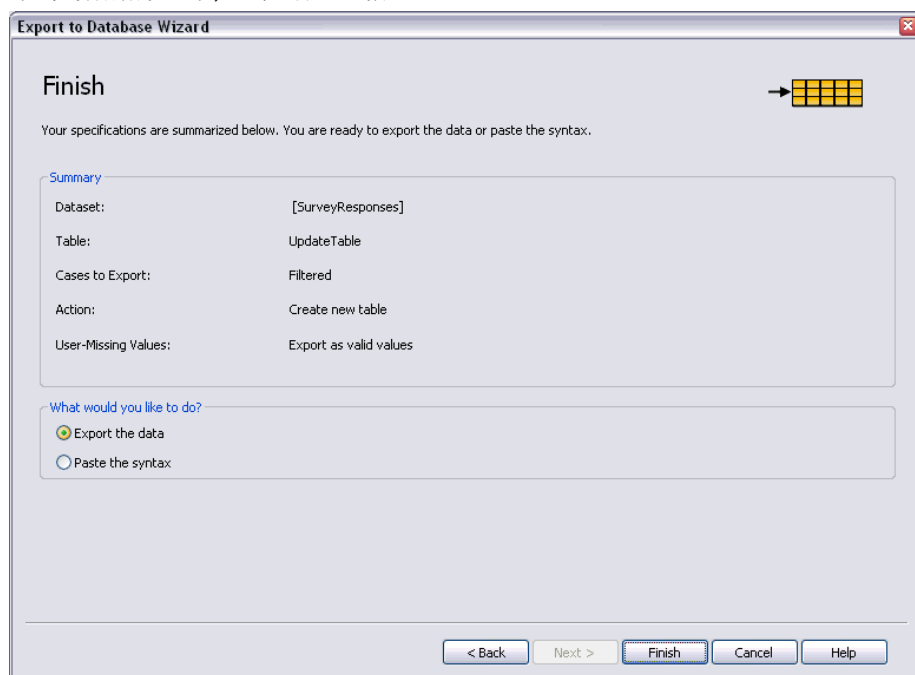 Export to Database Wizard
Finish
Your specifications are summarized below. You are ready to export the data or paste the syntax.
Summary
Dataset: [SurveyResponses]
Table: UpdateTable
Cases to Export: Filtered
Action: Create new table
User-Missing Values: Export as valid values
What would you like to do?
Export the data
Paste the syntax
< Back Next > Finish Cancel Help